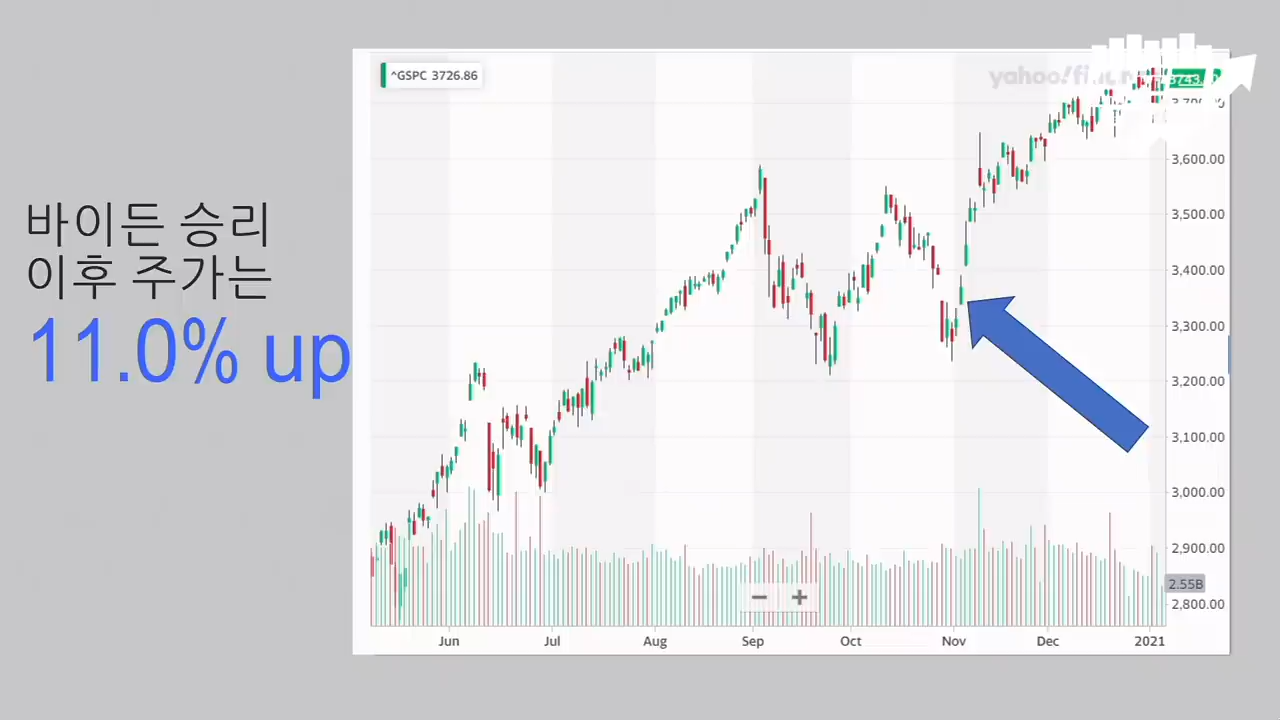 바이든 승리
이후 주가는
11.0% up
^GSPC 3726.86
3,600.00
3,500.00
3,400.00
3,300.00
3,200.00
3,100.00
3,000.00
2,900.00
2.55B
2,800.00
Jun Jul Aug Sep Oct Nov Dec 2021